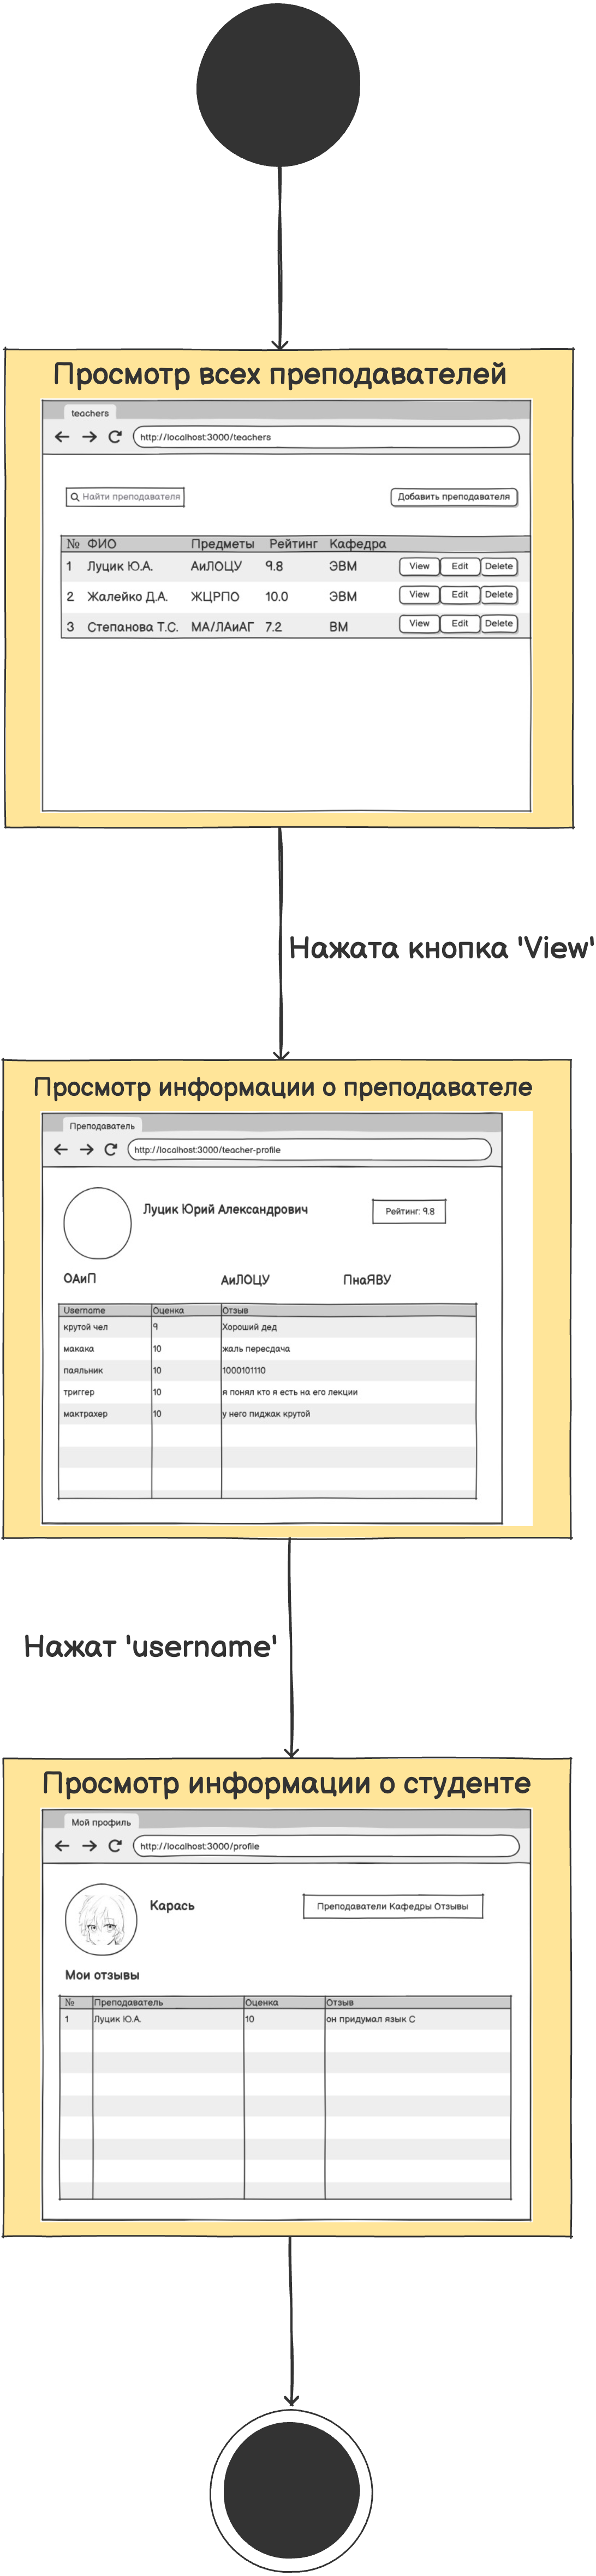 Просмотр всех преподавателей
teachers
http://localhost:3000/teachers
Найти преподавателя Добавить преподавателя
№ ФИО Предметы Рейтинг Кафедра
1 Луцик Ю.А. АиЛОЦУ 9.8 ЭВМ View Edit Delete
2 Жалейко Д.А. ЖЦРПО 10.0 ЭВМ View Edit Delete
3 Степанова Т.С. МА/ЛАиАГ 7.2 ВМ View Edit Delete
Нажата кнопка 'View'
Просмотр информации о преподавателе
Преподаватель
http://localhost:3000/teacher-profile
Луцик Юрий Александрович Рейтинг: 9.8
ОАиП АиЛОЦУ ПнаЯВУ
Username Оценка Отзыв
крутой чел 9 Хороший дед
макака 10 жаль пересдача
паяльник 10 1000101110
триггер 10 я понял кто я есть на его лекции
мактрахер 10 у него пиджак крутой
Нажат 'username'
Просмотр информации о студенте
Мой профиль
http://localhost:3000/profile
Карась Преподаватели Кафедры Отзывы
Мои отзывы
№ Преподаватель Оценка Отзыв
1 Луцик Ю.А. 10 он придумал язык С